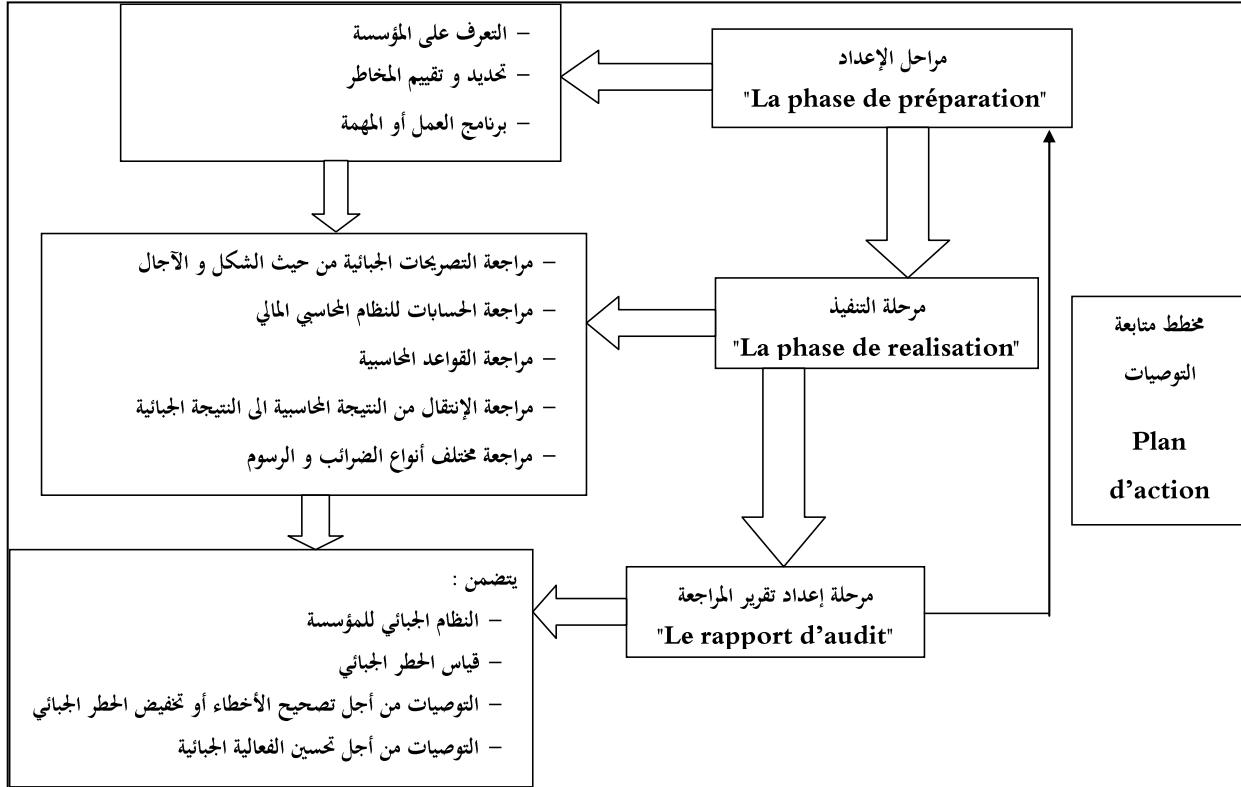 مراحل الإعداد
"La phase de préparation"
– التعرف على المؤسسة
– تحديد و تقييم المخاطر
– برنامج العمل أو المهمة
مرحلة التنفيذ
"La phase de realisation"
– مراجعة التصريحات الجبائية من حيث الشكل و الآجال
– مراجعة الحسابات للنظام المحاسبي المالي
– مراجعة القواعد المحاسبية
– مراجعة الإنتقال من النتيجة المحاسبية الى النتيجة الجبائية
– مراجعة مختلف أنواع الضرائب و الرسوم
مرحلة إعداد تقرير المراجعة
"Le rapport d’audit"
يتضمن :
– النظام الجبائي للمؤسسة
– قياس الخطر الجبائي
– التوصيات من أجل تصحيح الأخطاء أو تخفيض الخطر الجبائي
– التوصيات من أجل تحسين الفعالية الجبائية
مخطط متابعة
التوصيات
Plan
d’action